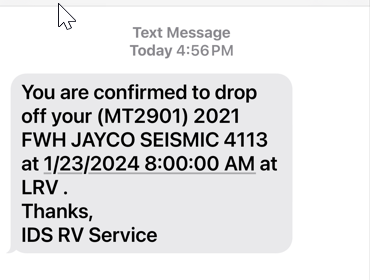 Text Message
Today 4:56 PM
You are confirmed to drop
off your (MT2901) 2021
FWH JAYCO SEISMIC 4113
at 1/23/2024 8:00:00 AM at
LRV .
Thanks,
IDS RV Service